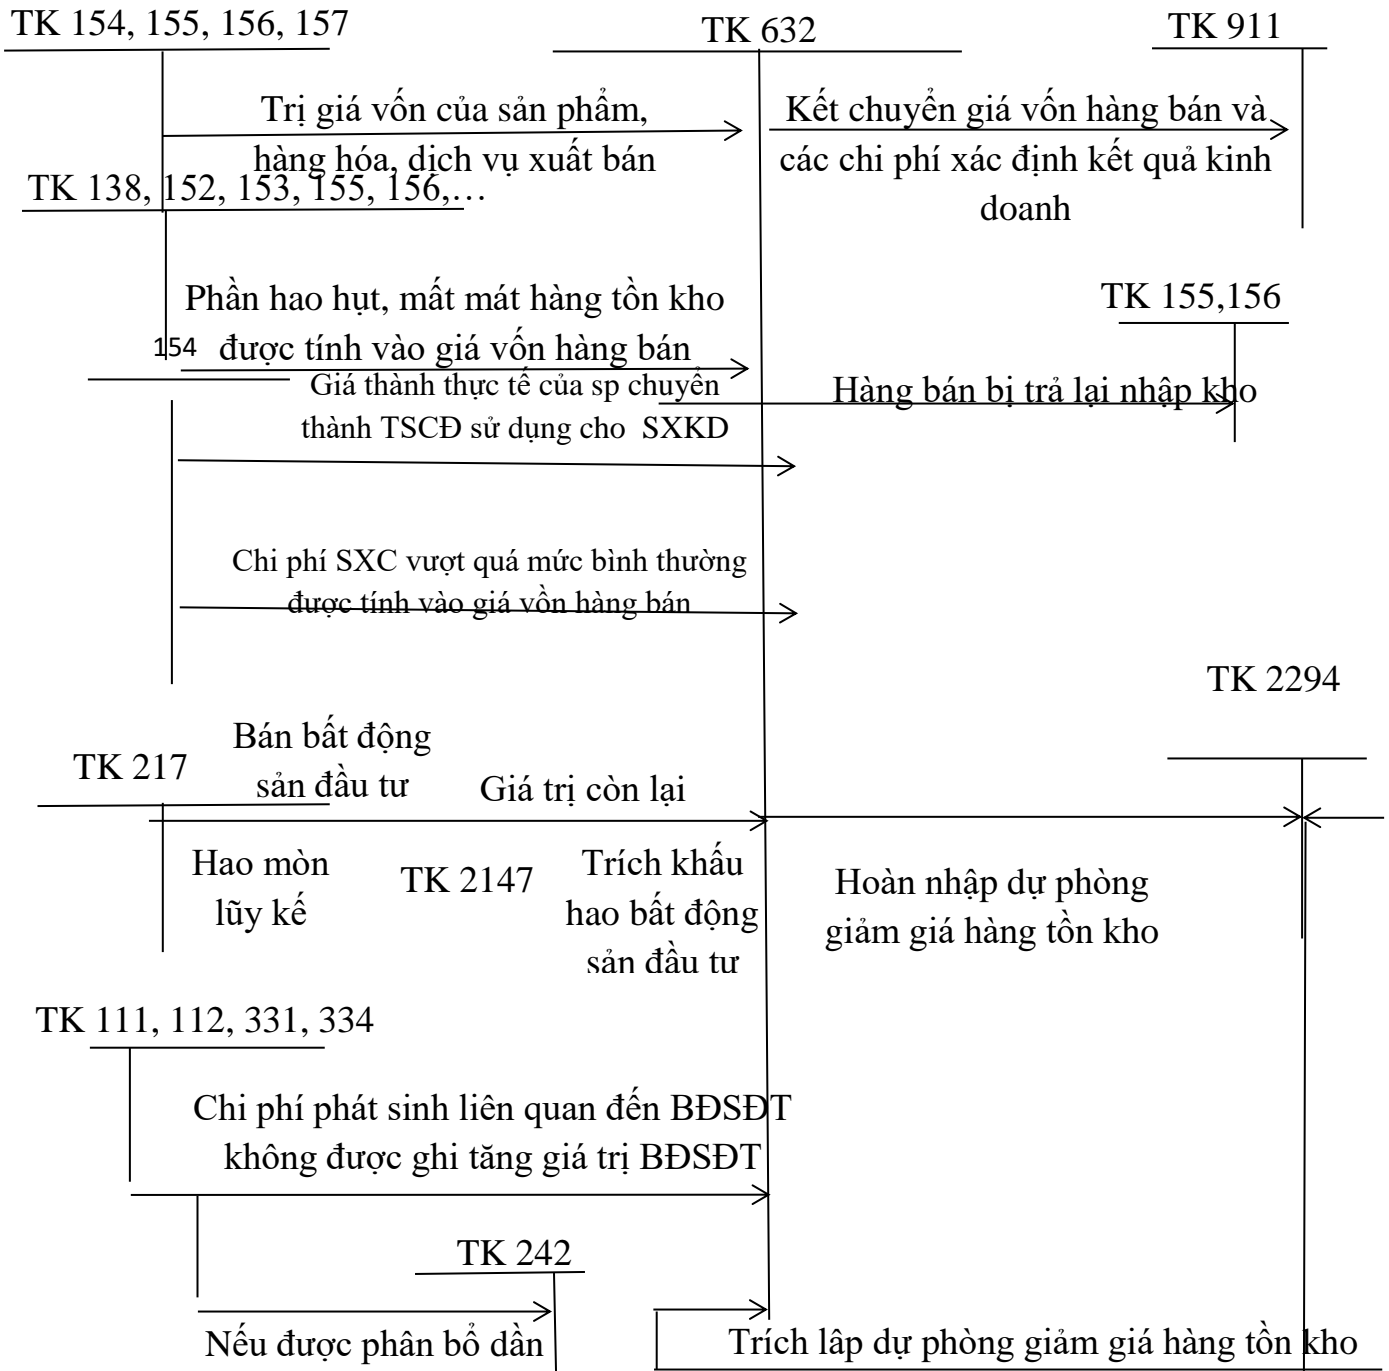 TK 154, 155, 156, 157
TK 632
TK 911
Trị giá vốn của sản phẩm,
hàng hóa, dịch vụ xuất bán
Kết chuyển giá vốn hàng bán và
các chi phí xác định kết quả kinh
doanh
TK 138, 152, 153, 155, 156,…
Phần hao hụt, mất mát hàng tồn kho
được tính vào giá vốn hàng bán
TK 155,156
154
Giá thành thực tế của sp chuyển
thành TSCĐ sử dụng cho SXKD
Hàng bán bị trả lại nhập kho
Chi phí SXC vượt quá mức bình thường
được tính vào giá vồn hàng bán
TK 2294
TK 217
Bán bất động
sản đầu tư
Giá trị còn lại
Hao mòn
lũy kế
TK 2147
Trích khấu
hao bất động
sản đầu tư
Hoàn nhập dự phòng
giảm giá hàng tồn kho
TK 111, 112, 331, 334
Chi phí phát sinh liên quan đến BĐSĐT
không được ghi tăng giá trị BĐSĐT
TK 242
Nếu được phân bổ dần
Trích lâp dự phòng giảm giá hàng tồn kho